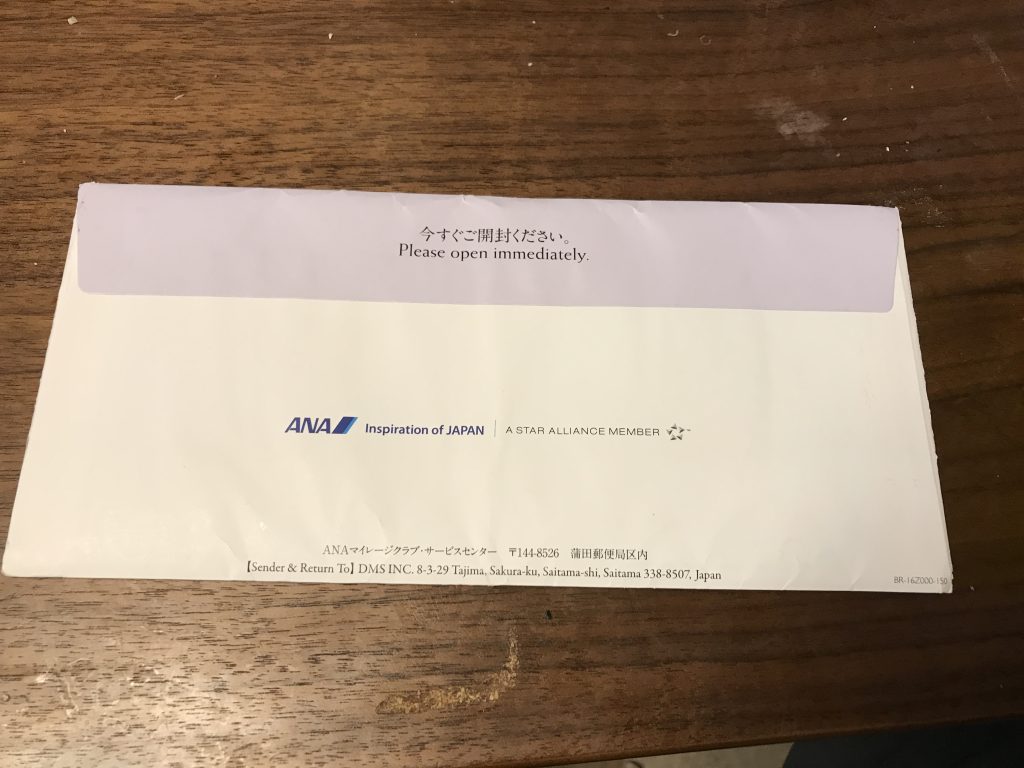 今すぐご開封ください。
Please open immediately.
ANA Inspiration of JAPAN A STAR ALLIANCE MEMBER ™
ANAマイレージクラブ・サービスセンター 〒144-8526 蒲田郵便局区内
【Sender & Return To】 DMS INC. 8-3-29 Tajima, Sakura-ku, Saitama-shi, Saitama 338-8507, Japan
BR-16Z000-150